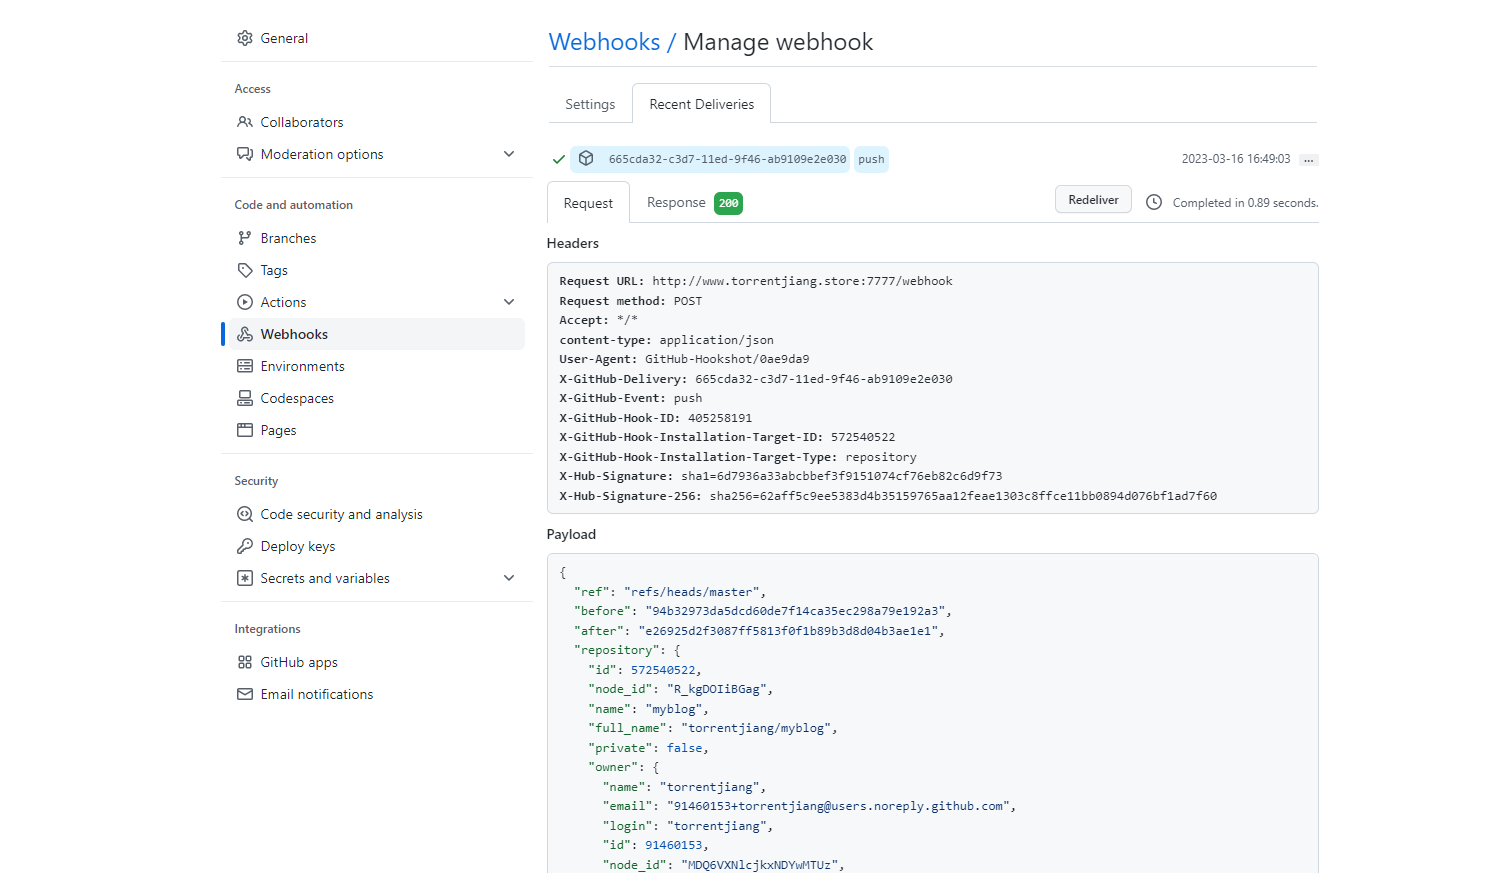 General
Access
Collaborators
Moderation options
Code and automation
Branches
Tags
Actions
Webhooks
Environments
Codespaces
Pages
Security
Code security and analysis
Deploy keys
Secrets and variables
Integrations
GitHub apps
Email notifications
Webhooks / Manage webhook
Settings
Recent Deliveries
665cda32-c3d7-11ed-9f46-ab9109e2e030 push
2023-03-16 16:49:03 ...
Request
Response 200
Redeliver
Completed in 0.89 seconds.
Headers
Request URL: http://www.torrentjiang.store:7777/webhook
Request method: POST
Accept: */*
content-type: application/json
User-Agent: GitHub-Hookshot/0ae9da9
X-GitHub-Delivery: 665cda32-c3d7-11ed-9f46-ab9109e2e030
X-GitHub-Event: push
X-GitHub-Hook-ID: 405258191
X-GitHub-Hook-Installation-Target-ID: 572540522
X-GitHub-Hook-Installation-Target-Type: repository
X-Hub-Signature: sha1=6d7936a33abcbbef3f9151074cf76eb82c6d9f73
X-Hub-Signature-256: sha256=62aff5c9ee5383d4b35159765aa12feae1303c8ffce11bb0894d076bf1ad7f60
Payload
{
"ref": "refs/heads/master",
"before": "94b32973da5dcd60de7f14ca35ec298a79e192a3",
"after": "e26925d2f3087ff5813f0f1b89b3d8d04b3ae1e1",
"repository": {
"id": 572540522,
"node_id": "R_kgDOIiBGag",
"name": "myblog",
"full_name": "torrentjiang/myblog",
"private": false,
"owner": {
"name": "torrentjiang",
"email": "91460153+torrentjiang@users.noreply.github.com",
"login": "torrentjiang",
"id": 91460153,
"node_id": "MDQ6VXNlcjkxNDYwMTUz",